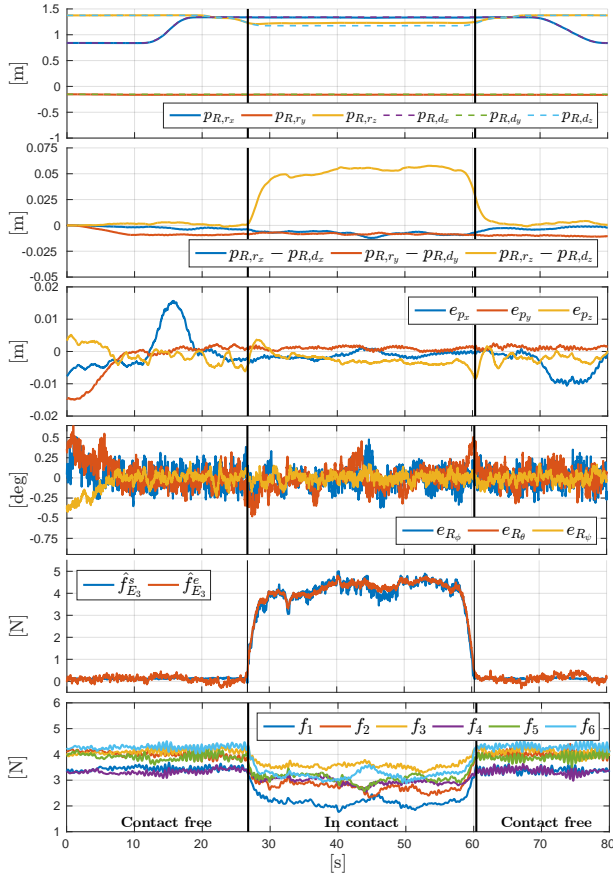 1.5
1
0.5
0
-0.5
-1
[m]
p_{R,r_x} p_{R,r_y} p_{R,r_z} p_{R,d_x} p_{R,d_y} p_{R,d_z}
0.075
0.05
0.025
0
-0.025
-0.05
[m]
p_{R,r_x} − p_{R,d_x} p_{R,r_y} − p_{R,d_y} p_{R,r_z} − p_{R,d_z}
0.02
0.01
0
-0.01
-0.02
[m]
e_{p_x} e_{p_y} e_{p_z}
0.5
0.25
0
-0.25
-0.5
-0.75
[deg]
e_{R_ϕ} e_{R_θ} e_{R_ψ}
5
4
3
2
1
0
[N]
\hat{f}^s_{E_3} \hat{f}^e_{E_3}
6
5
4
3
2
1
[N]
f_1 f_2 f_3 f_4 f_5 f_6
Contact free In contact Contact free
0 10 20 30 40 50 60 70 80
[s]